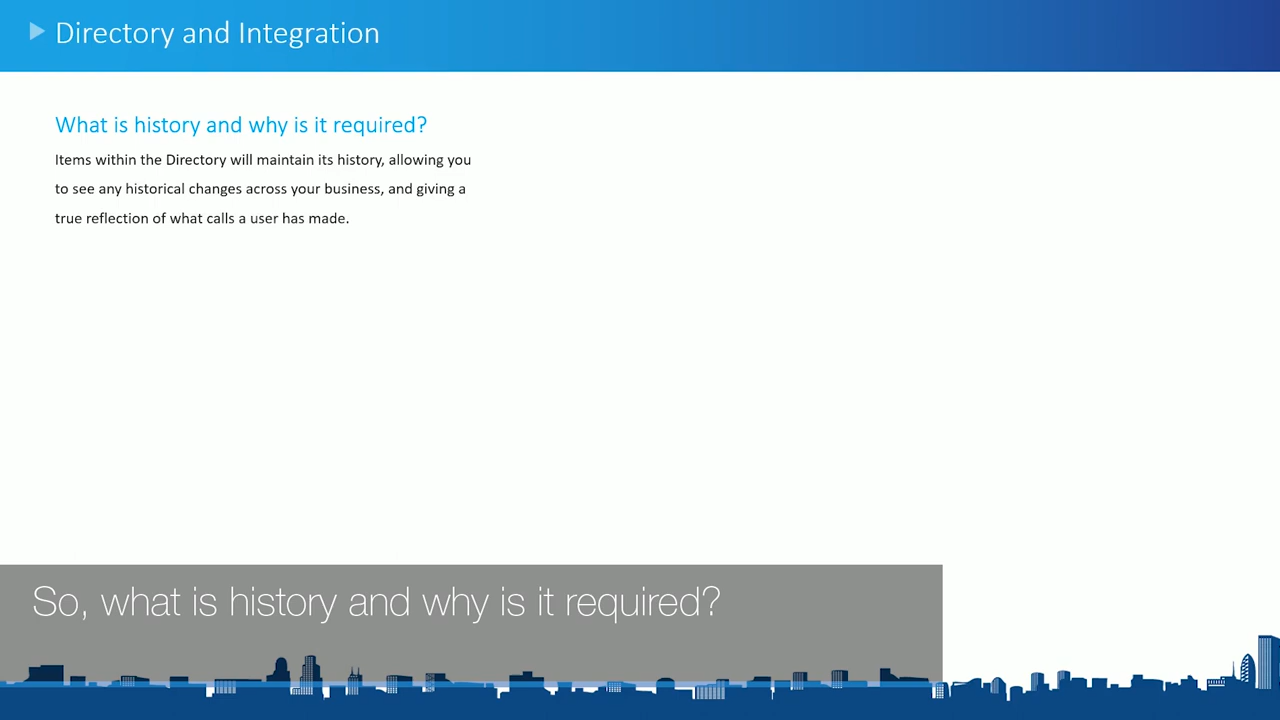 Directory and Integration
What is history and why is it required?
Items within the Directory will maintain its history, allowing you
to see any historical changes across your business, and giving a
true reflection of what calls a user has made.
So, what is history and why is it required?